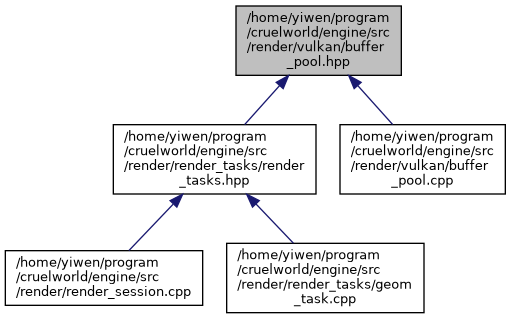 /home/yiwen/program
/cruelworld/engine/src
/render/vulkan/buffer
_pool.hpp
/home/yiwen/program
/cruelworld/engine/src
/render/render_tasks/render
_tasks.hpp
/home/yiwen/program
/cruelworld/engine/src
/render/vulkan/buffer
_pool.cpp
/home/yiwen/program
/cruelworld/engine/src
/render/render_session.cpp
/home/yiwen/program
/cruelworld/engine/src
/render/render_tasks/geom
_task.cpp